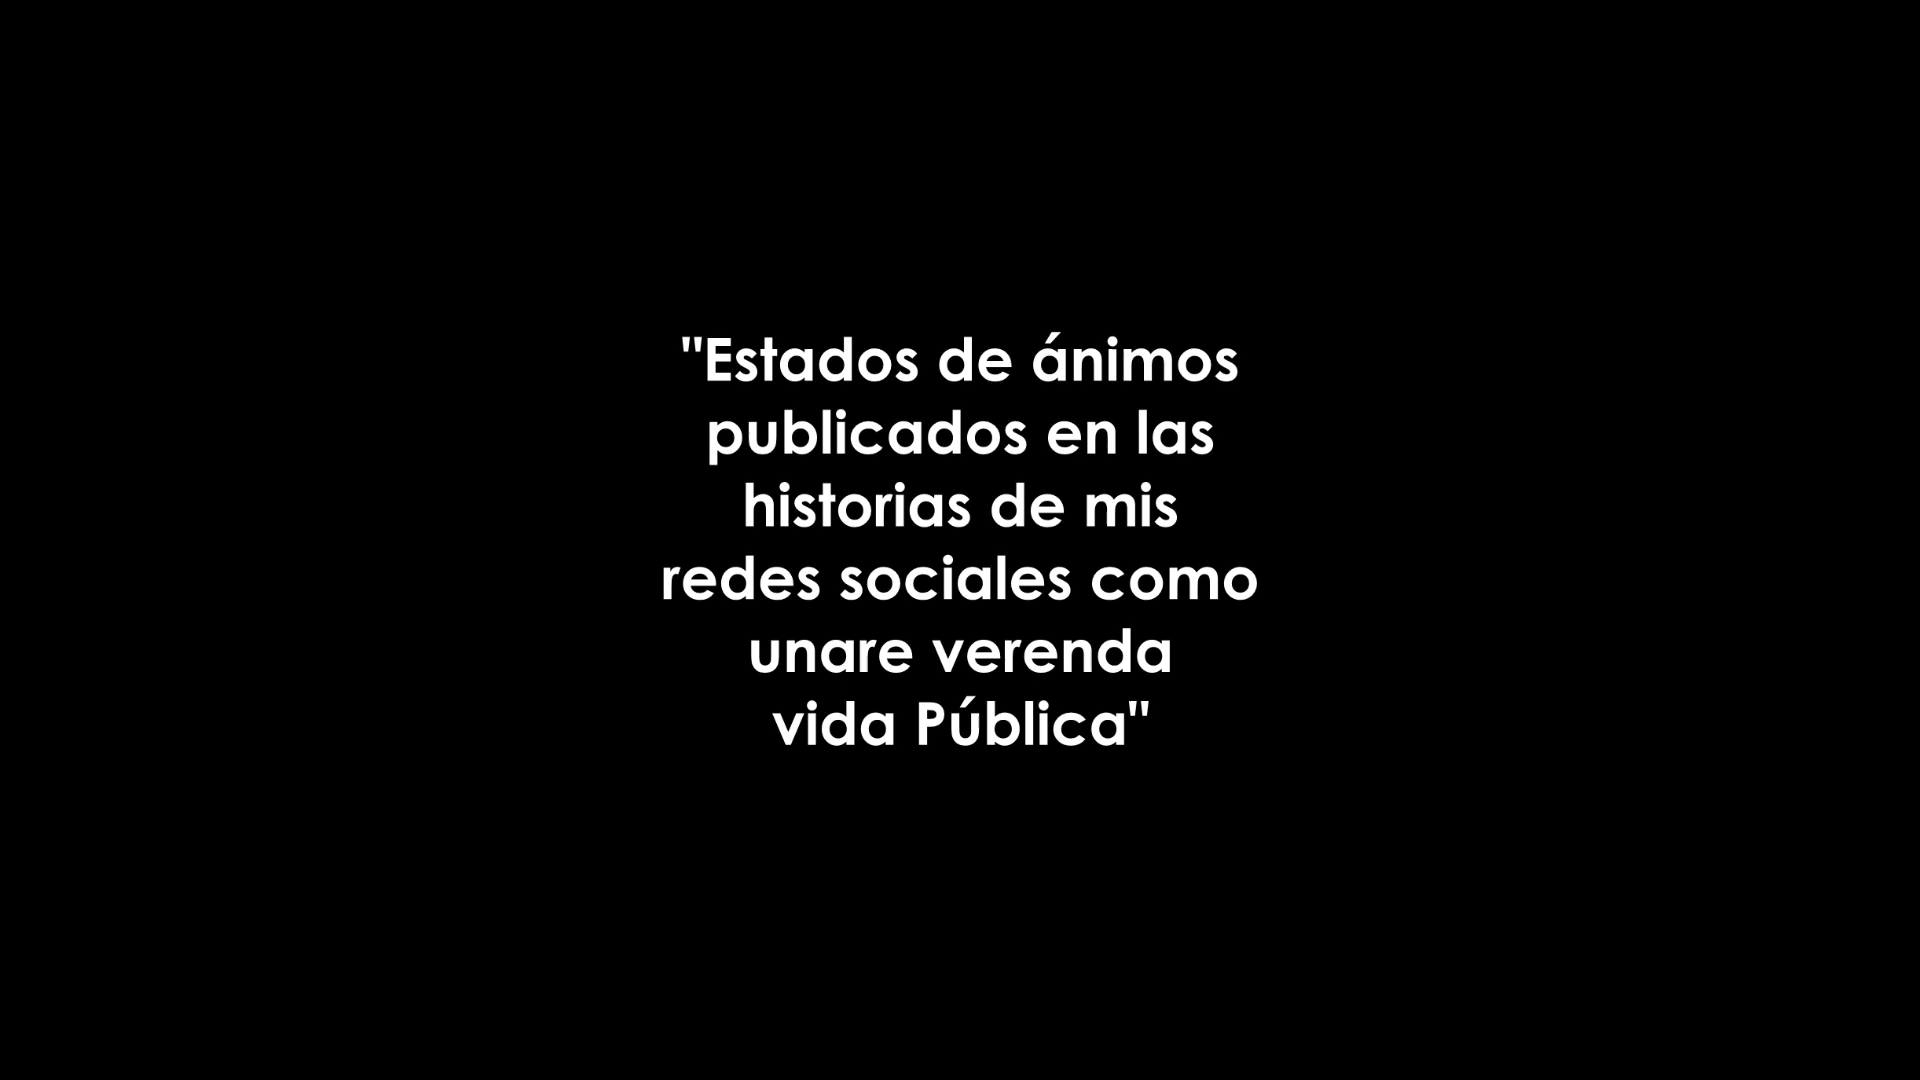 "Estados de ánimos
publicados en las
historias de mis
redes sociales como
unare verenda
vida Pública"